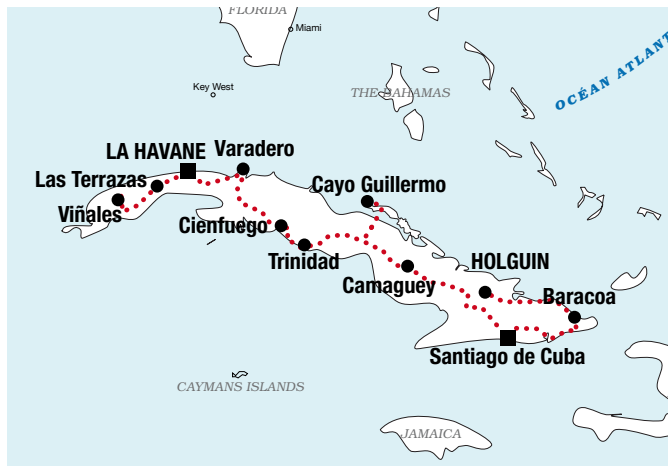 FLORIDA
Miami
Key West
THE BAHAMAS
OCÉAN ATLANT
LA HAVANE
Varadero
Las Terrazas
Cayo Guillermo
Viñales
Cienfuego
Trinidad
Camaguey
HOLGUIN
Baracoa
Santiago de Cuba
CAYMANS ISLANDS
JAMAICA